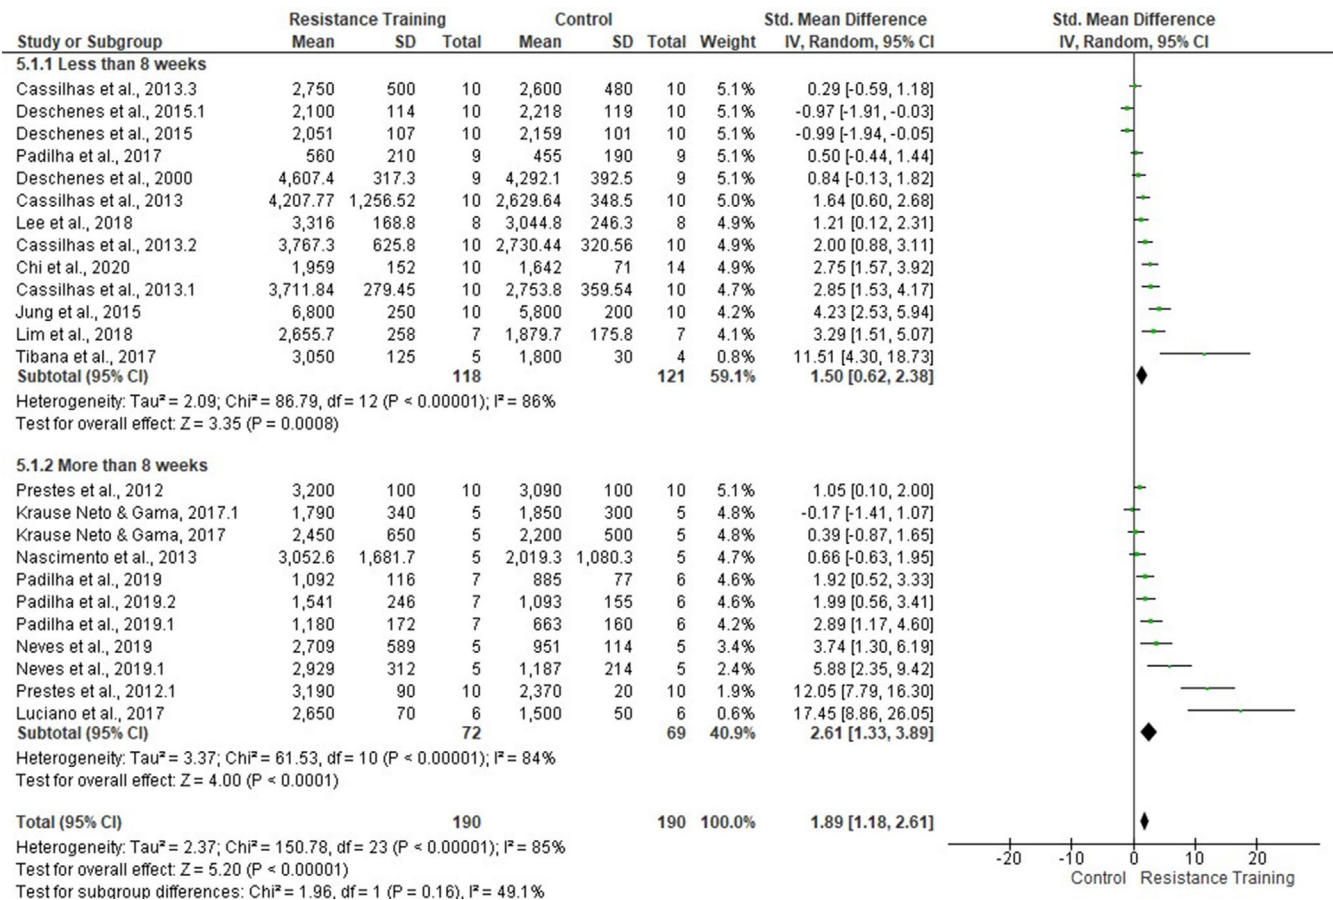 Resistance Training Control Std. Mean Difference Std. Mean Difference
Study or Subgroup Mean SD Total Mean SD Total Weight IV, Random, 95% CI IV, Random, 95% CI
5.1.1 Less than 8 weeks
Cassilhas et al., 2013.3 2,750 500 10 2,600 480 10 5.1% 0.29 [-0.59, 1.18]
Deschenes et al., 2015.1 2,100 114 10 2,218 119 10 5.1% -0.97 [-1.91, -0.03]
Deschenes et al., 2015 2,051 107 10 2,159 101 10 5.1% -0.99 [-1.94, -0.05]
Padilha et al., 2017 560 210 9 455 190 9 5.1% 0.50 [-0.44, 1.44]
Deschenes et al., 2000 4,607.4 317.3 9 4,292.1 392.5 9 5.1% 0.84 [-0.13, 1.82]
Cassilhas et al., 2013 4,207.77 1,256.52 10 2,629.64 348.5 10 5.0% 1.64 [0.60, 2.68]
Lee et al., 2018 3,316 168.8 8 3,044.8 246.3 8 4.9% 1.21 [0.12, 2.31]
Cassilhas et al., 2013.2 3,767.3 625.8 10 2,730.44 320.56 10 4.9% 2.00 [0.88, 3.11]
Chi et al., 2020 1,959 152 10 1,642 71 14 4.9% 2.75 [1.57, 3.92]
Cassilhas et al., 2013.1 3,711.84 279.45 10 2,753.8 359.54 10 4.7% 2.85 [1.53, 4.17]
Jung et al., 2015 6,800 250 10 5,800 200 10 4.2% 4.23 [2.53, 5.94]
Lim et al., 2018 2,655.7 258 7 1,879.7 175.8 7 4.1% 3.29 [1.51, 5.07]
Tibana et al., 2017 3,050 125 5 1,800 30 4 0.8% 11.51 [4.30, 18.73]
Subtotal (95% CI) 118 121 59.1% 1.50 [0.62, 2.38]
Heterogeneity: Tau² = 2.09; Chi² = 86.79, df = 12 (P < 0.00001); I² = 86%
Test for overall effect: Z = 3.35 (P = 0.0008)
5.1.2 More than 8 weeks
Prestes et al., 2012 3,200 100 10 3,090 100 10 5.1% 1.05 [0.10, 2.00]
Krause Neto & Gama, 2017.1 1,790 340 5 1,850 300 5 4.8% -0.17 [-1.41, 1.07]
Krause Neto & Gama, 2017 2,450 650 5 2,200 500 5 4.8% 0.39 [-0.87, 1.65]
Nascimento et al., 2013 3,052.6 1,681.7 5 2,019.3 1,080.3 5 4.7% 0.66 [-0.63, 1.95]
Padilha et al., 2019 1,092 116 7 885 77 6 4.6% 1.92 [0.52, 3.33]
Padilha et al., 2019.2 1,541 246 7 1,093 155 6 4.6% 1.99 [0.56, 3.41]
Padilha et al., 2019.1 1,180 172 7 663 160 6 4.2% 2.89 [1.17, 4.60]
Neves et al., 2019 2,709 589 5 951 114 5 3.4% 3.74 [1.30, 6.19]
Neves et al., 2019.1 2,929 312 5 1,187 214 5 2.4% 5.88 [2.35, 9.42]
Prestes et al., 2012.1 3,190 90 10 2,370 20 10 1.9% 12.05 [7.79, 16.30]
Luciano et al., 2017 2,650 70 6 1,500 50 6 0.6% 17.45 [8.86, 26.05]
Subtotal (95% CI) 72 69 40.9% 2.61 [1.33, 3.89]
Heterogeneity: Tau² = 3.37; Chi² = 61.53, df = 10 (P < 0.00001); I² = 84%
Test for overall effect: Z = 4.00 (P < 0.0001)
Total (95% CI) 190 190 100.0% 1.89 [1.18, 2.61]
Heterogeneity: Tau² = 2.37; Chi² = 150.78, df = 23 (P < 0.00001); I² = 85%
Test for overall effect: Z = 5.20 (P < 0.00001)
Test for subgroup differences: Chi² = 1.96, df = 1 (P = 0.16), I² = 49.1%
-20 -10 0 10 20
Control Resistance Training